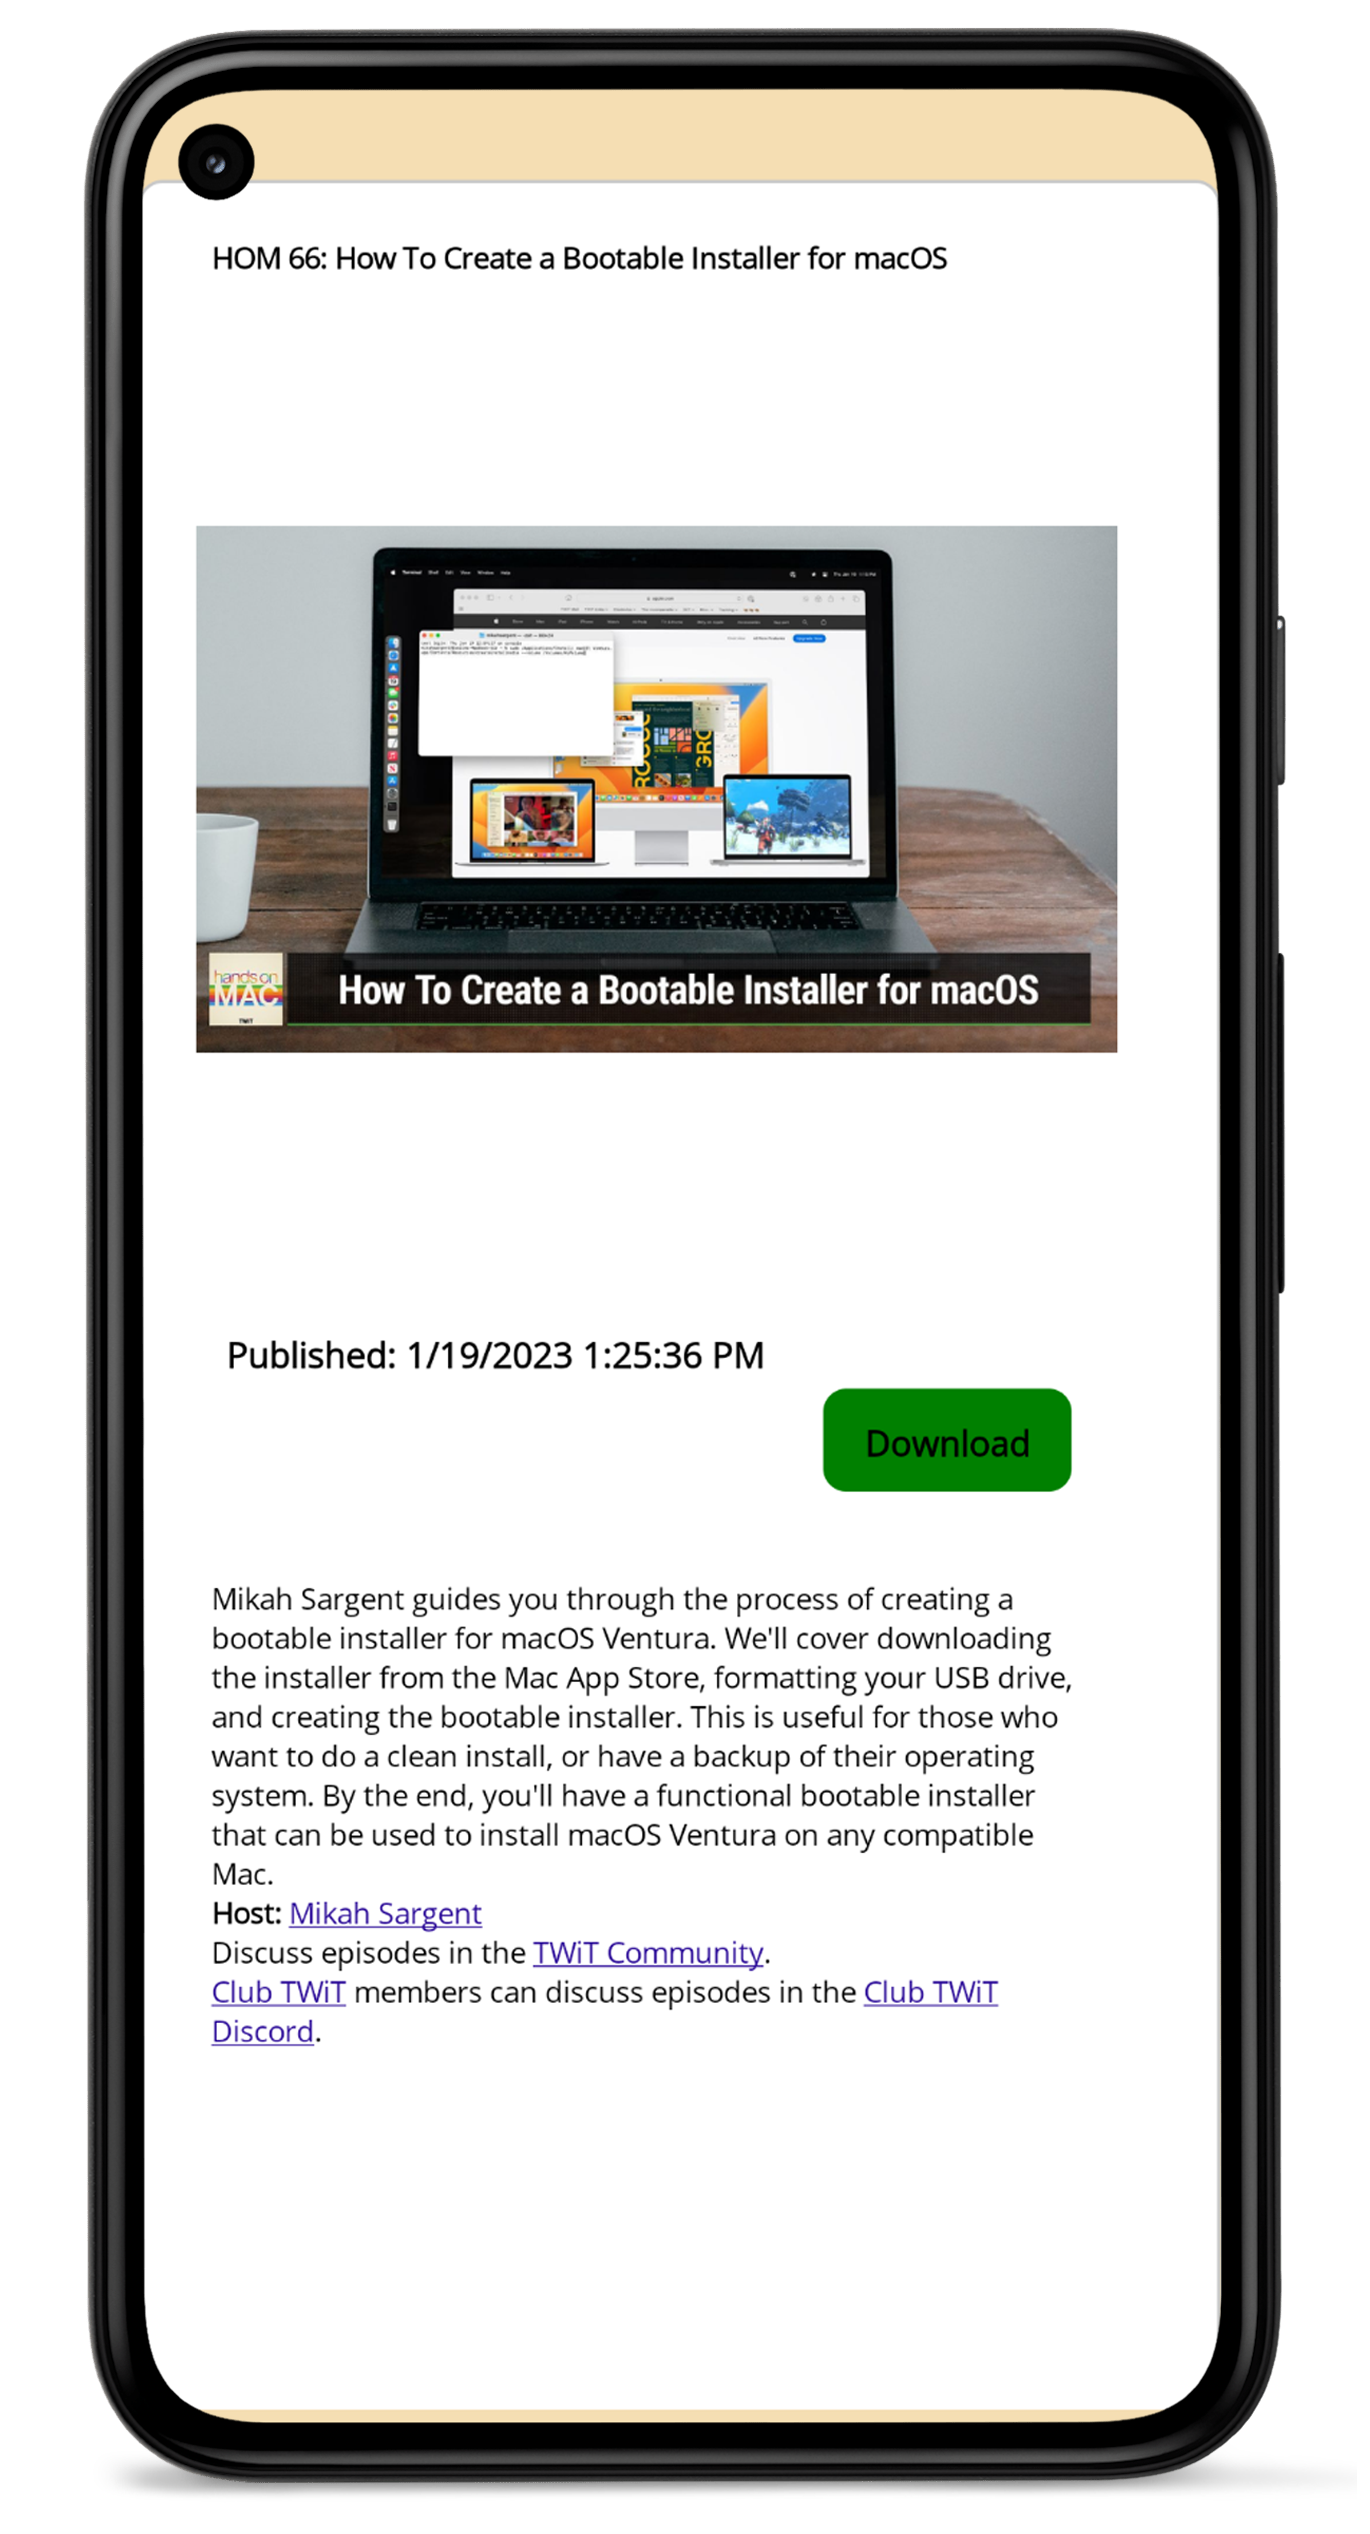 HOM 66: How To Create a Bootable Installer for macOS
hands on
MAC
TWiT
How To Create a Bootable Installer for macOS
Published: 1/19/2023 1:25:36 PM
Download
Mikah Sargent guides you through the process of creating a
bootable installer for macOS Ventura. We'll cover downloading
the installer from the Mac App Store, formatting your USB drive,
and creating the bootable installer. This is useful for those who
want to do a clean install, or have a backup of their operating
system. By the end, you'll have a functional bootable installer
that can be used to install macOS Ventura on any compatible
Mac.
Host: Mikah Sargent
Discuss episodes in the TWiT Community.
Club TWiT members can discuss episodes in the Club TWiT
Discord.